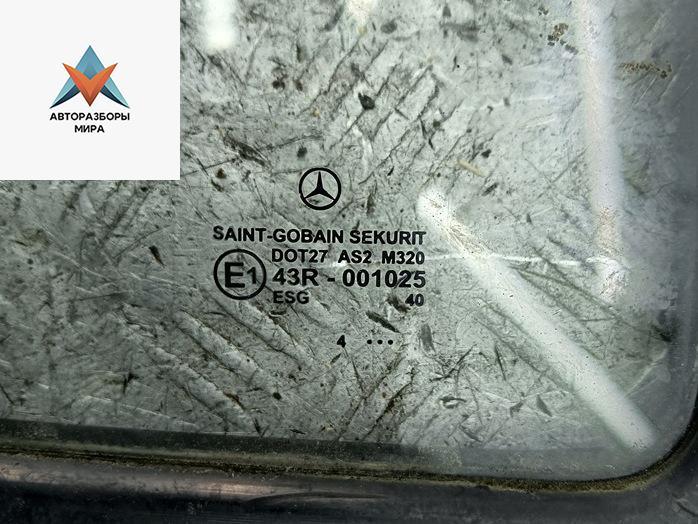 АВТОРАЗБОРЫ
МИРА
SAINT-GOBAIN SEKURIT
DOT27 AS2 M320
E1 43R - 001025
ESG 40
4 •••